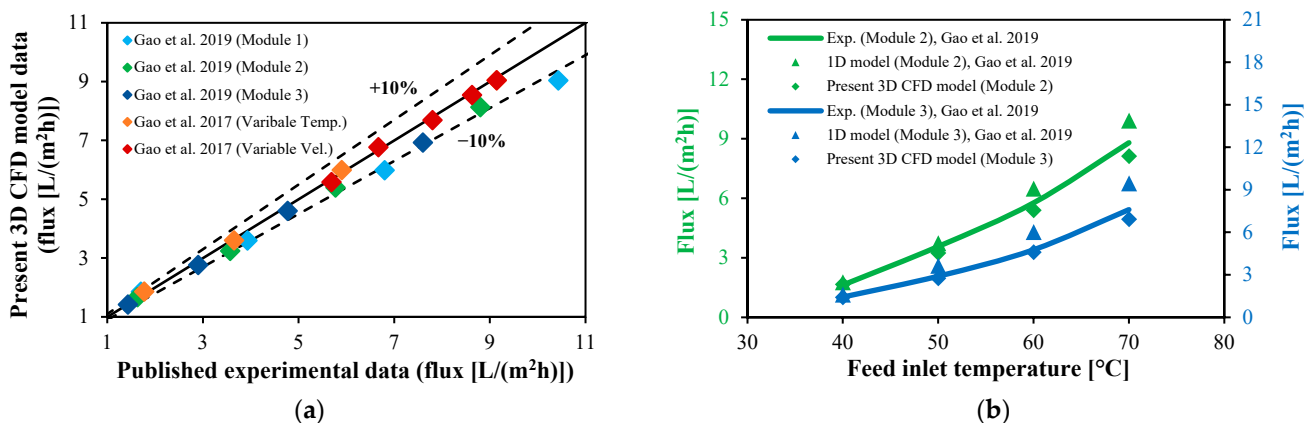 Present 3D CFD model data
(flux [L/(m²h)])
11
9
7
5
3
1
Gao et al. 2019 (Module 1)
Gao et al. 2019 (Module 2)
Gao et al. 2019 (Module 3)
Gao et al. 2017 (Varibale Temp.)
Gao et al. 2017 (Variable Vel.)
+10%
−10%
1 3 5 7 9 11
Published experimental data (flux [L/(m²h)])
(a)
Flux [L/(m²h)]
15
12
9
6
3
0
Exp. (Module 2), Gao et al. 2019
1D model (Module 2), Gao et al. 2019
Present 3D CFD model (Module 2)
Exp. (Module 3), Gao et al. 2019
1D model (Module 3), Gao et al. 2019
Present 3D CFD model (Module 3)
21
18
15
12
9
6
3
0
Flux [L/(m²h)]
30 40 50 60 70 80
Feed inlet temperature [°C]
(b)